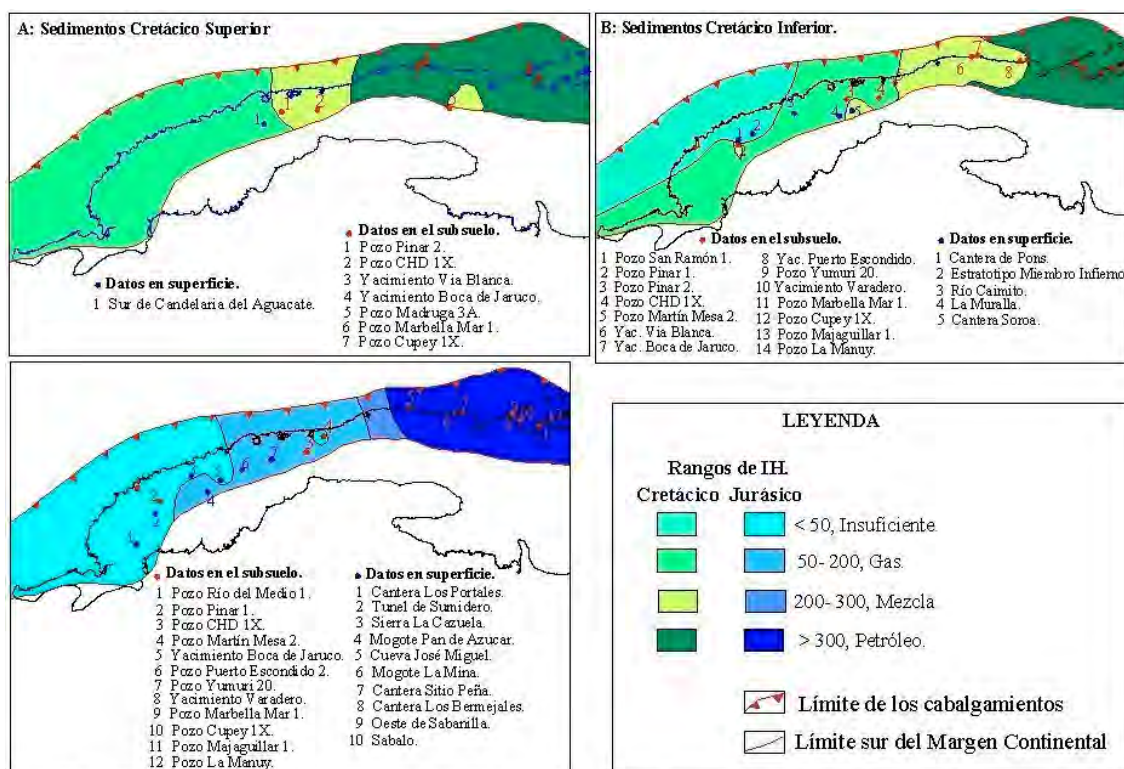 A: Sedimentos Cretácico Superior
Datos en el subsuelo.
1 Pozo Pinar 2.
2 Pozo CHD 1X.
3 Yacimiento Via Blanca.
4 Yacimiento Boca de Jaruco.
5 Pozo Madruga 3A.
6 Pozo Marbella Mar 1.
7 Pozo Cupey 1X.
Datos en superficie.
1 Sur de Candelaria del Aguacate.
B: Sedimentos Cretácico Inferior.
Datos en el subsuelo.
1 Pozo San Ramón 1.
2 Pozo Pinar 1.
3 Pozo Pinar 2.
4 Pozo CHD 1X.
5 Pozo Martín Mesa 2.
6 Yac. Via Blanca.
7 Yac. Boca de Jaruco.
8 Yac. Puerto Escondido.
9 Pozo Yumuri 20.
10 Yacimiento Varadero.
11 Pozo Marbella Mar 1.
12 Pozo Cupey 1X.
13 Pozo Majaguillar 1.
14 Pozo La Manuy.
Datos en superficie.
1 Cantera de Pons.
2 Estratotipo Miembro Infierno
3 Río Caimito.
4 La Muralla.
5 Cantera Soroa.
Datos en el subsuelo.
1 Pozo Río del Medio 1.
2 Pozo Pinar 1.
3 Pozo CHD 1X.
4 Pozo Martín Mesa 2.
5 Yacimiento Boca de Jaruco.
6 Pozo Puerto Escondido 2.
7 Pozo Yumuri 20.
8 Yacimiento Varadero.
9 Pozo Marbella Mar 1.
10 Pozo Cupey 1X.
11 Pozo Majaguillar 1.
12 Pozo La Manuy.
Datos en superficie.
1 Cantera Los Portales.
2 Tunel de Sumidero.
3 Sierra La Cazuela.
4 Mogote Pan de Azucar.
5 Cueva José Miguel.
6 Mogote La Mina.
7 Cantera Sitio Peña.
8 Cantera Los Bermejales.
9 Oeste de Sabanilla.
10 Sabalo.
LEYENDA
Rangos de IH.
Cretácico Jurásico
< 50, Insuficiente
50- 200, Gas
200- 300, Mezcla
> 300, Petróleo.
Límite de los cabalgamientos
Límite sur del Margen Continental